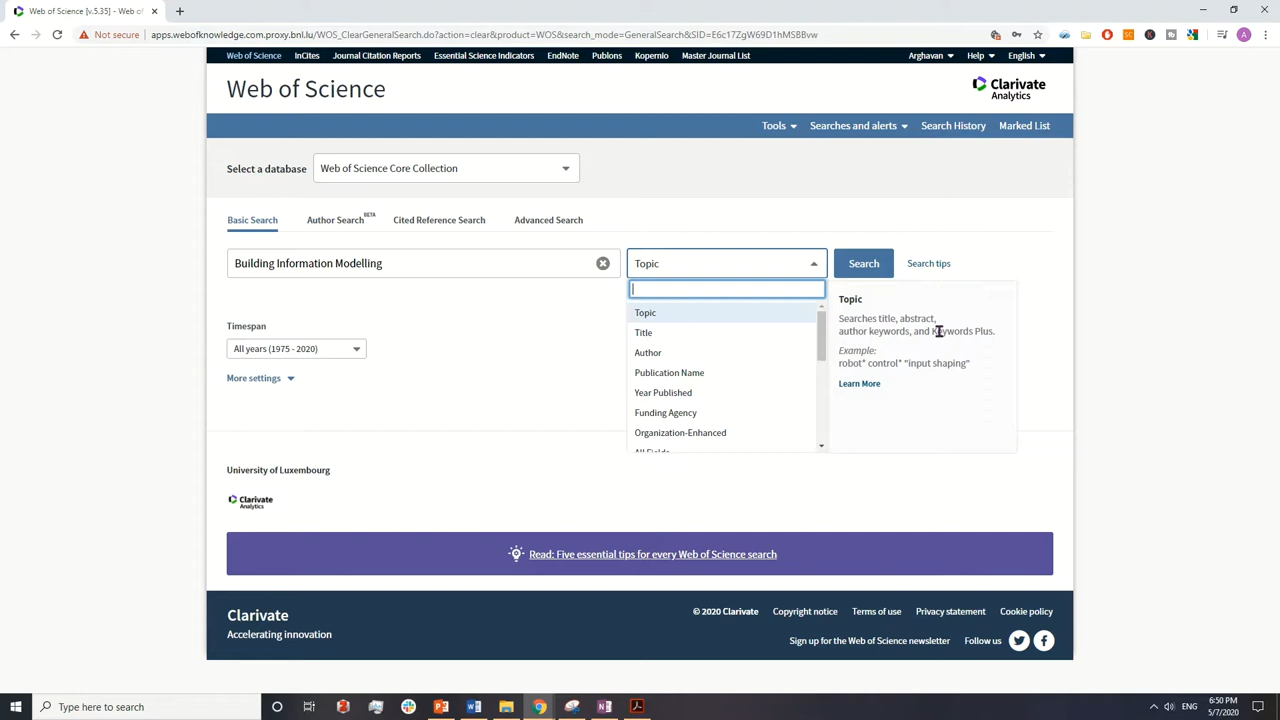 Web of Science [v.5.35] - Web of
Not secure | apps.webofknowledge.com.proxy.bnl.lu/WOS_ClearGeneralSearch.do?action=clear&product=WOS&search_mode=GeneralSearch&SID=E6c17ZgW69D1hMSBBvw
Web of Science InCites Journal Citation Reports Essential Science Indicators EndNote Publons Kopernio Master Journal List Arghavan Help English
Web of Science
Clarivate
Analytics
Tools Searches and alerts Search History Marked List
Select a database Web of Science Core Collection
Basic Search Author Search BETA Cited Reference Search Advanced Search
Building Information Modelling Topic Search Search tips
Topic
Title
Author
Publication Name
Year Published
Funding Agency
Organization-Enhanced
All Fields
Topic
Searches title, abstract,
author keywords, and Keywords Plus.
Example:
robot* control* "input shaping"
Learn More
Timespan
All years (1975 - 2020)
More settings
University of Luxembourg
Clarivate
Analytics
Read: Five essential tips for every Web of Science search
Clarivate
Accelerating innovation
© 2020 Clarivate Copyright notice Terms of use Privacy statement Cookie policy
Sign up for the Web of Science newsletter Follow us
Type here to search
ENG
6:50 PM
5/7/2020